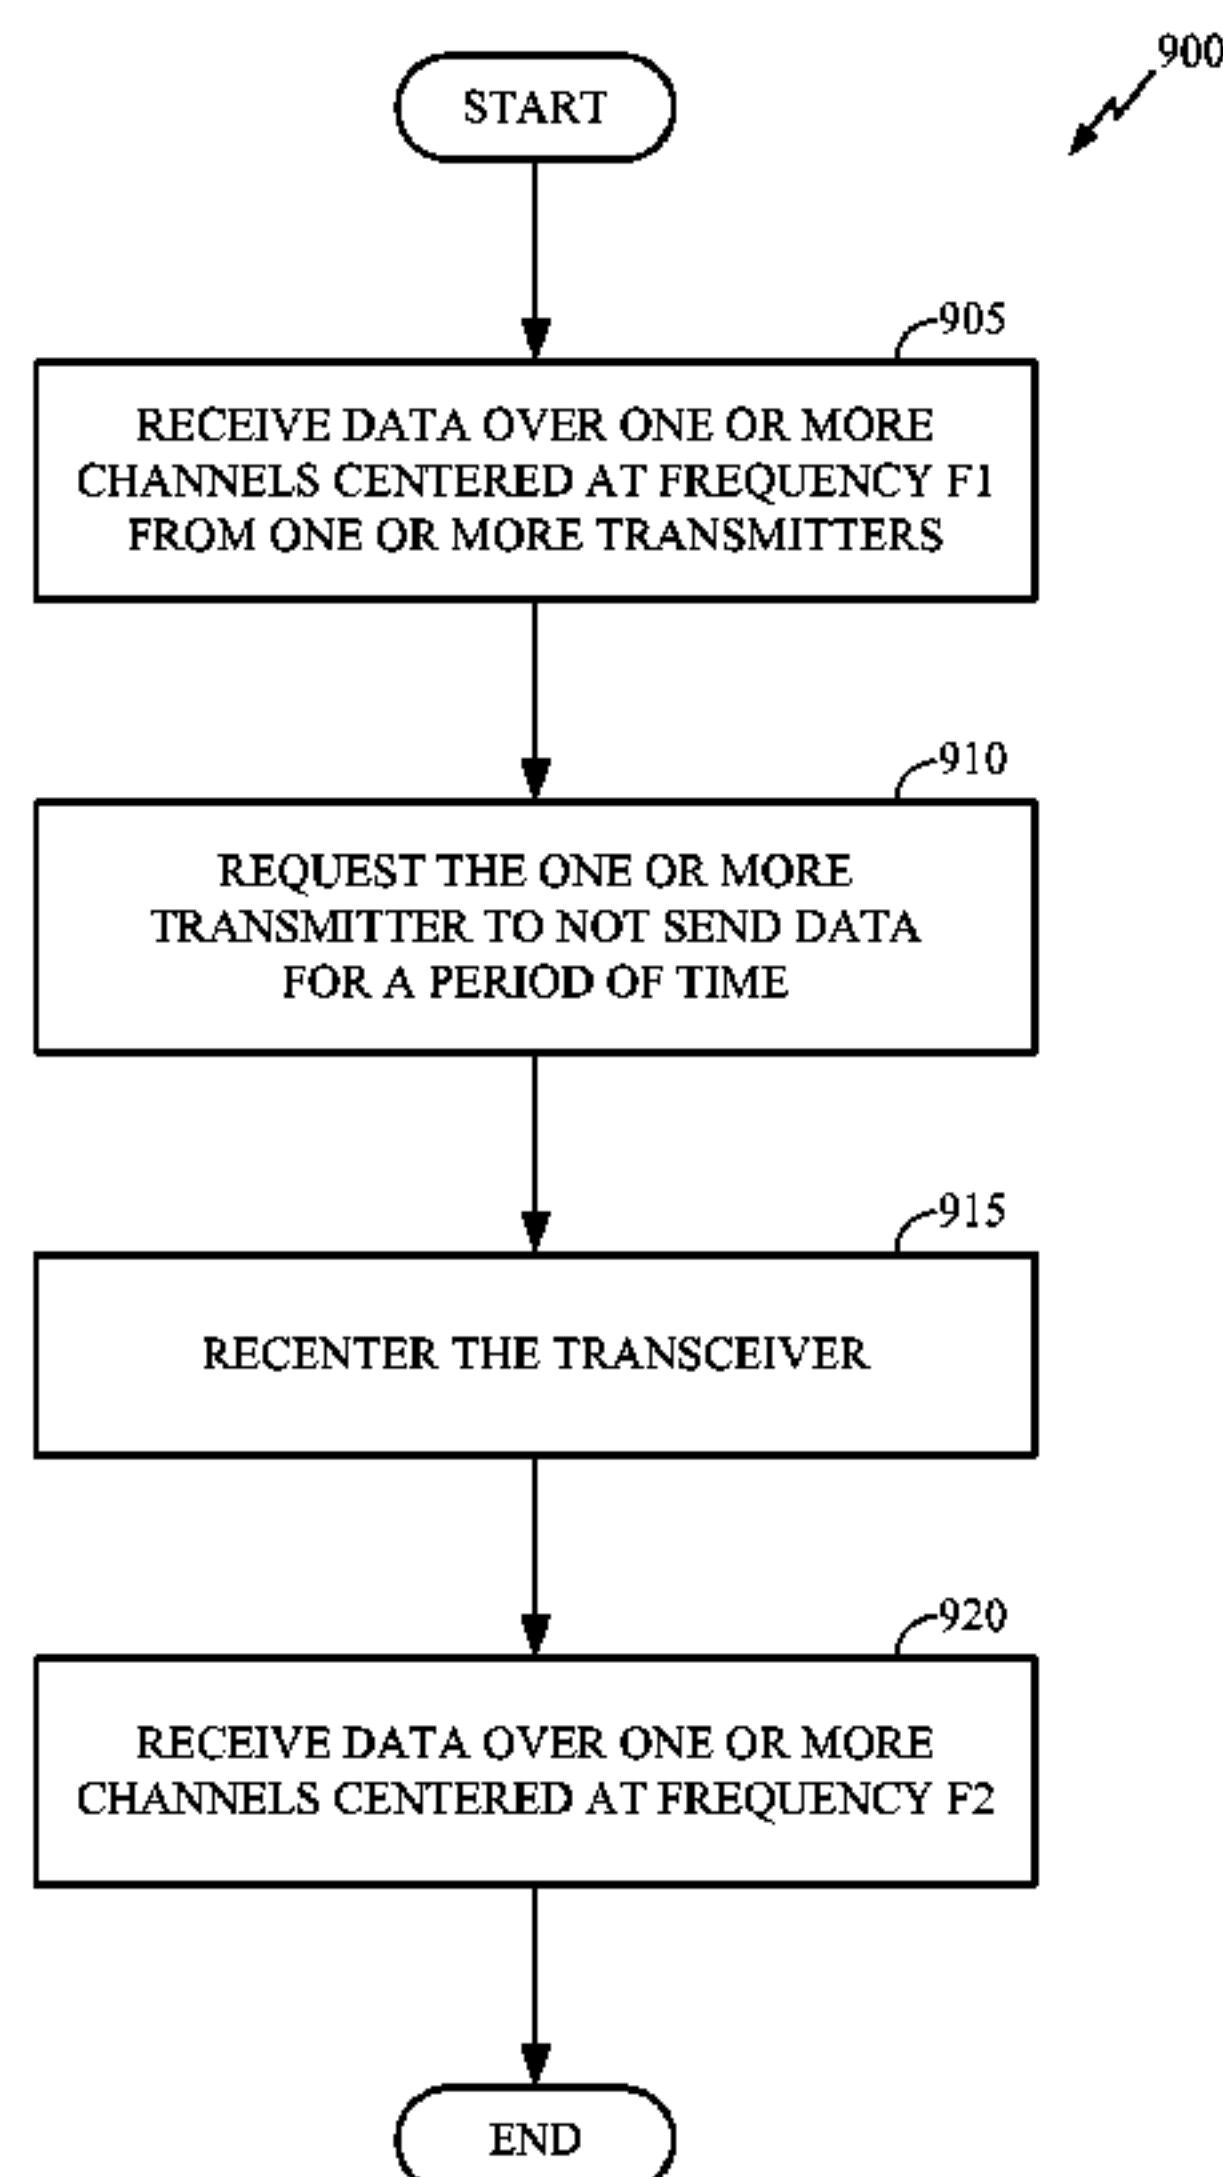 900
START
905
RECEIVE DATA OVER ONE OR MORE
CHANNELS CENTERED AT FREQUENCY F1
FROM ONE OR MORE TRANSMITTERS
910
REQUEST THE ONE OR MORE
TRANSMITTER TO NOT SEND DATA
FOR A PERIOD OF TIME
915
RECENTER THE TRANSCEIVER
920
RECEIVE DATA OVER ONE OR MORE
CHANNELS CENTERED AT FREQUENCY F2
END